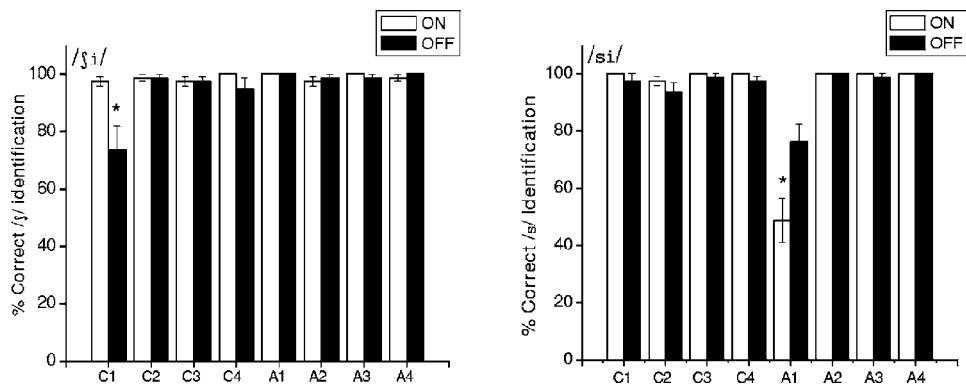 ON
OFF
/ʃi/
% Correct /ʃ/ identification
100
80
60
40
20
0
*
C1 C2 C3 C4 A1 A2 A3 A4
ON
OFF
/si/
% Correct /s/ Identification
100
80
60
40
20
0
*
C1 C2 C3 C4 A1 A2 A3 A4